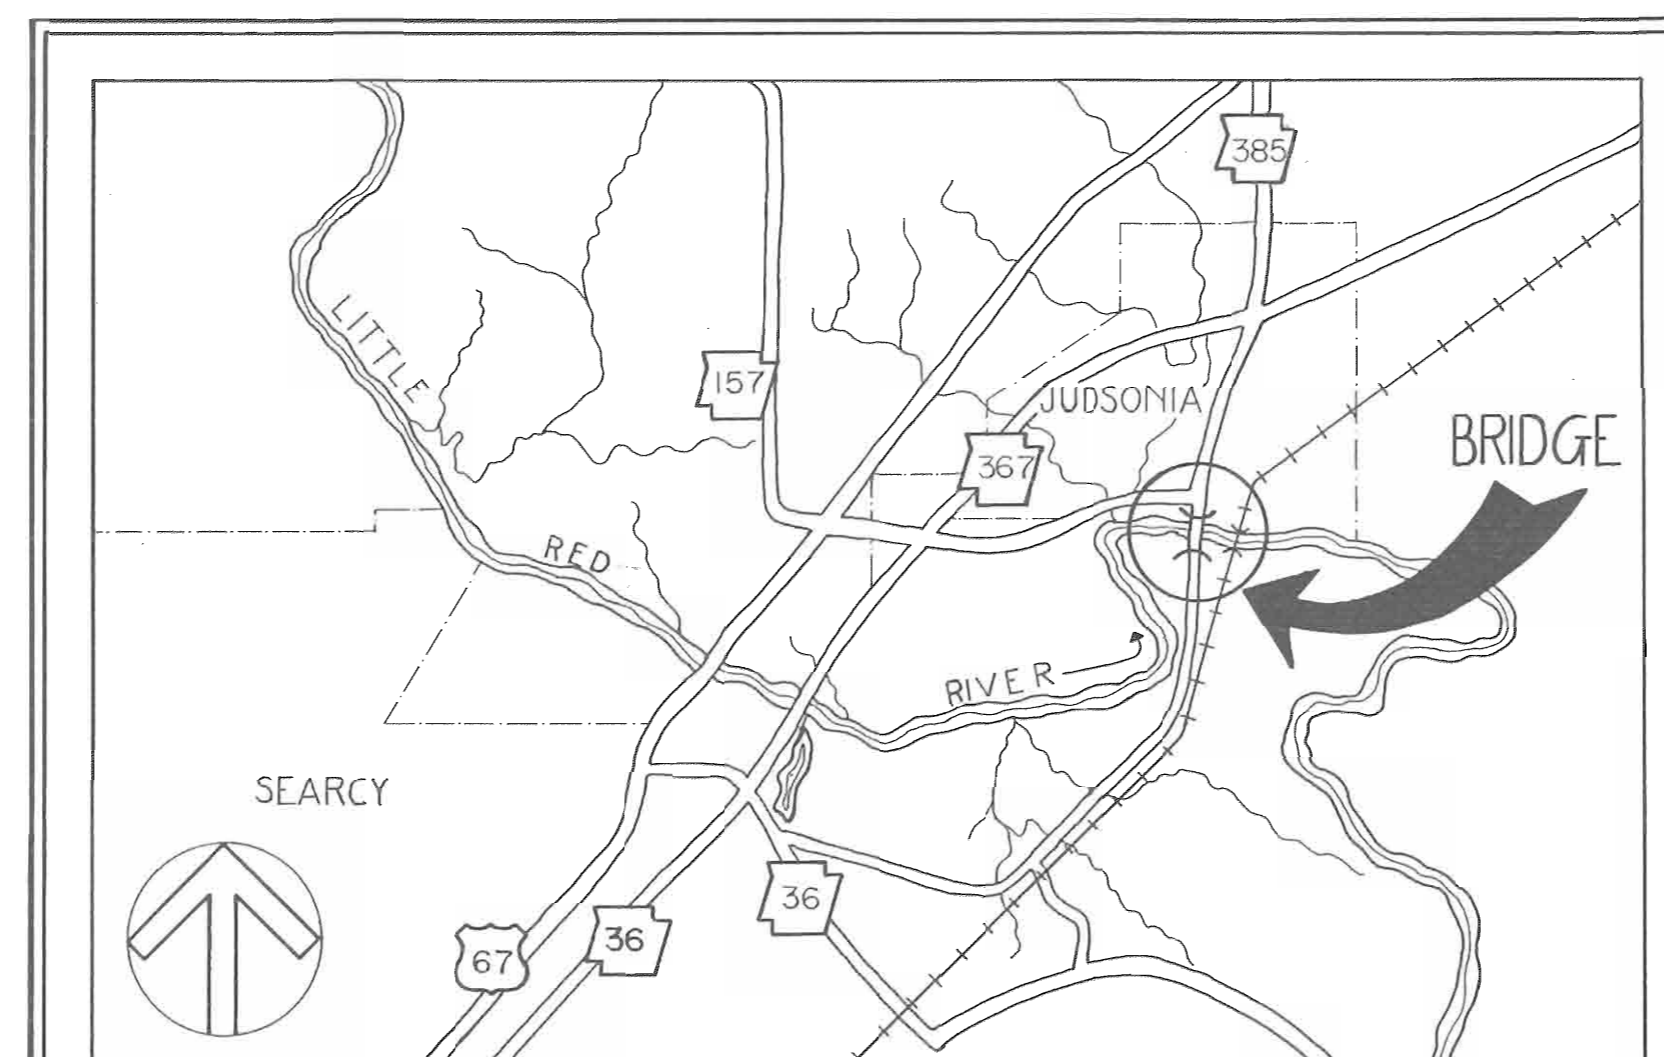 385
LITTLE
157
JUDSONIA
BRIDGE
367
RED
RIVER
SEARCY
36
36
67